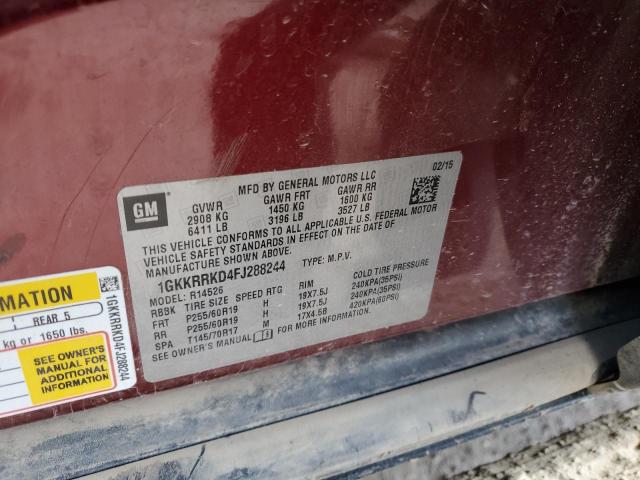 MFD BY GENERAL MOTORS LLC 02/15
GM
GVWR GAWR FRT GAWR RR
2908 KG 1450 KG 1600 KG
6411 LB 3196 LB 3527 LB
THIS VEHICLE CONFORMS TO ALL APPLICABLE U.S. FEDERAL MOTOR
VEHICLE SAFETY STANDARDS IN EFFECT ON THE DATE OF
MANUFACTURE SHOWN ABOVE.
1GKKRRKD4FJ288244 TYPE: M.P.V.
MODEL: R14526
RBBK TIRE SIZE SPEED RTG RIM COLD TIRE PRESSURE
FRT P255/60R19 H 19X7.5J 240KPA(35PSI)
RR P255/60R19 H 19X7.5J 240KPA(35PSI)
SPA T145/70R17 M 17X4.5B 420KPA(60PSI)
SEE OWNER'S MANUAL FOR MORE INFORMATION.
RMATION
REAR 5
kg or 1650 lbs.
SEE OWNER'S
MANUAL FOR
ADDITIONAL
INFORMATION
1GKKRRKD4FJ288244